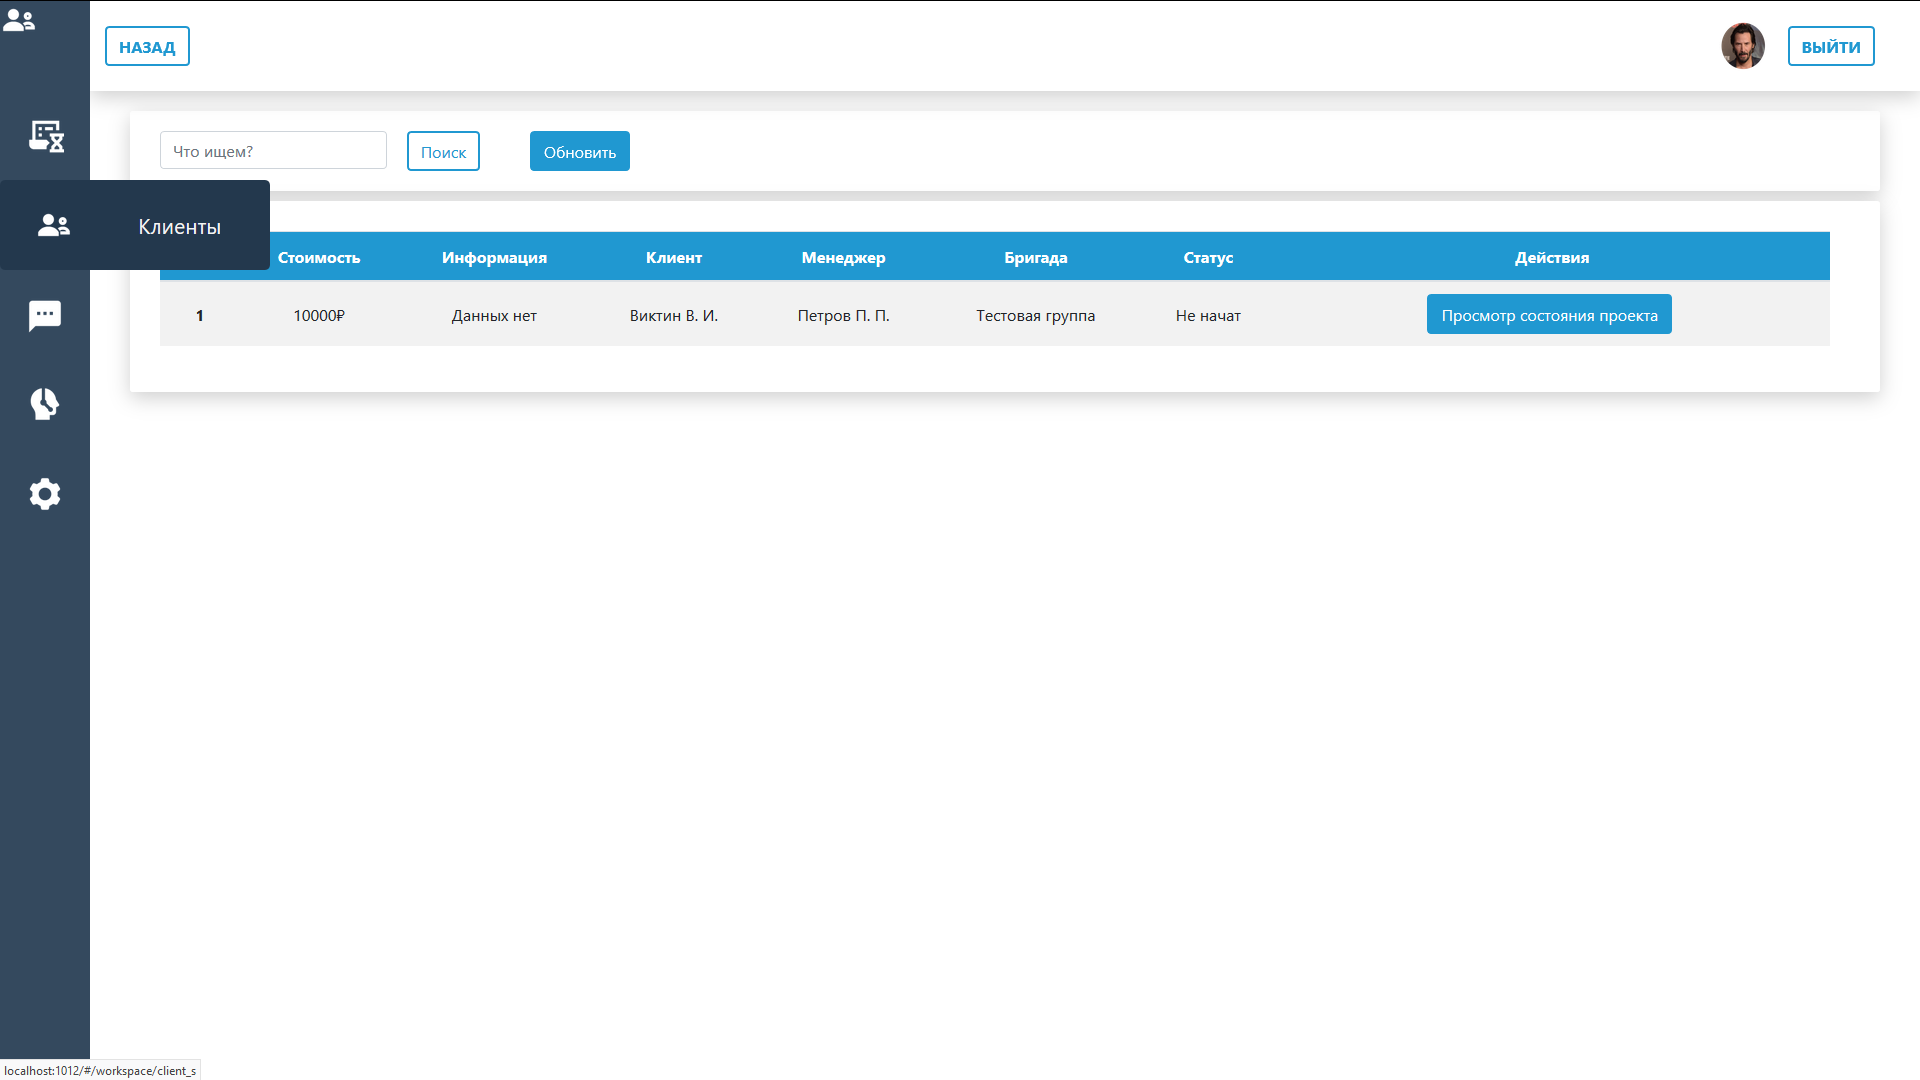 НАЗАД
ВЫЙТИ
Что ищем?
Поиск
Обновить
Клиенты
Стоимость Информация Клиент Менеджер Бригада Статус Действия
1 10000₽ Данных нет Виктин В. И. Петров П. П. Тестовая группа Не начат Просмотр состояния проекта
localhost:1012/#/workspace/client_s